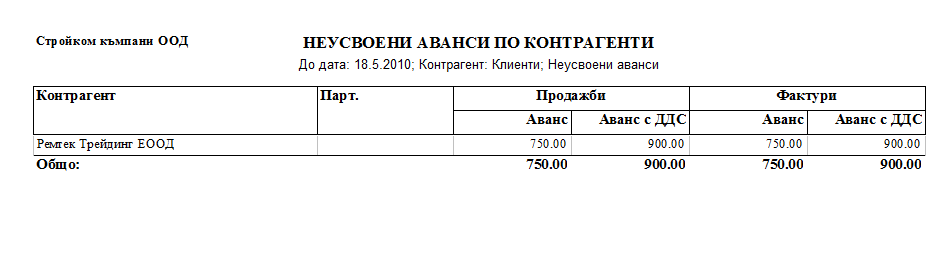 Стройком къмпани ООД
НЕУСВОЕНИ АВАНСИ ПО КОНТРАГЕНТИ
До дата: 18.5.2010; Контрагент: Клиенти; Неусвоени аванси
Контрагент Парт. Продажби Фактури
Аванс Аванс с ДДС Аванс Аванс с ДДС
Ремтек Трейдинг ЕООД 750.00 900.00 750.00 900.00
Общо: 750.00 900.00 750.00 900.00